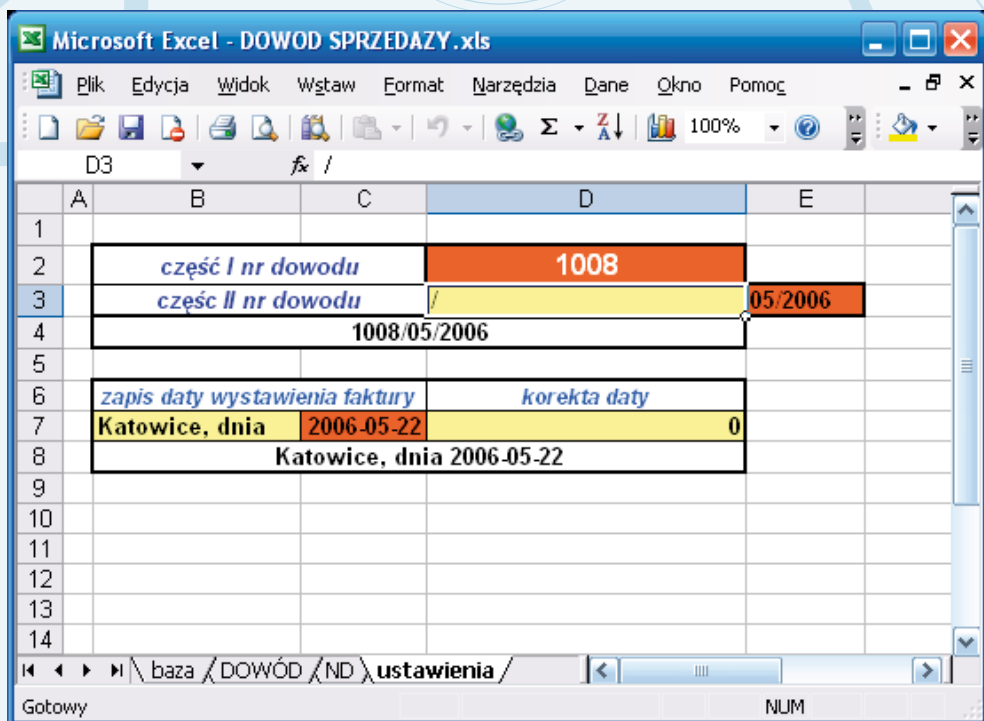 Microsoft Excel - DOWOD SPRZEDAZY.xls
Plik Edycja Widok Wstaw Format Narzędzia Dane Okno Pomoc
100%
D3 fx /
A B C D E
1
2 część I nr dowodu 1008
3 częśc II nr dowodu / 05/2006
4 1008/05/2006
5
6 zapis daty wystawienia faktury korekta daty
7 Katowice, dnia 2006-05-22 0
8 Katowice, dnia 2006-05-22
9
10
11
12
13
14
baza DOWÓD ND ustawienia
Gotowy NUM